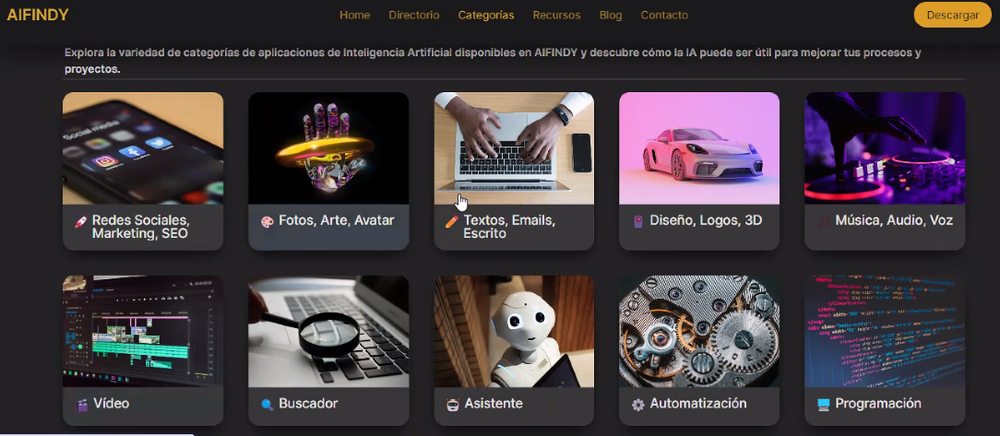 AIFINDY
Home Directorio Categorías Recursos Blog Contacto
Descargar
Explora la variedad de categorías de aplicaciones de Inteligencia Artificial disponibles en AIFINDY y descubre cómo la IA puede ser útil para mejorar tus procesos y
proyectos.
Social media
Redes Sociales,
Marketing, SEO
Fotos, Arte, Avatar
Textos, Emails,
Escrito
Diseño, Logos, 3D
Música, Audio, Voz
Vídeo
Buscador
Asistente
Automatización
Programación